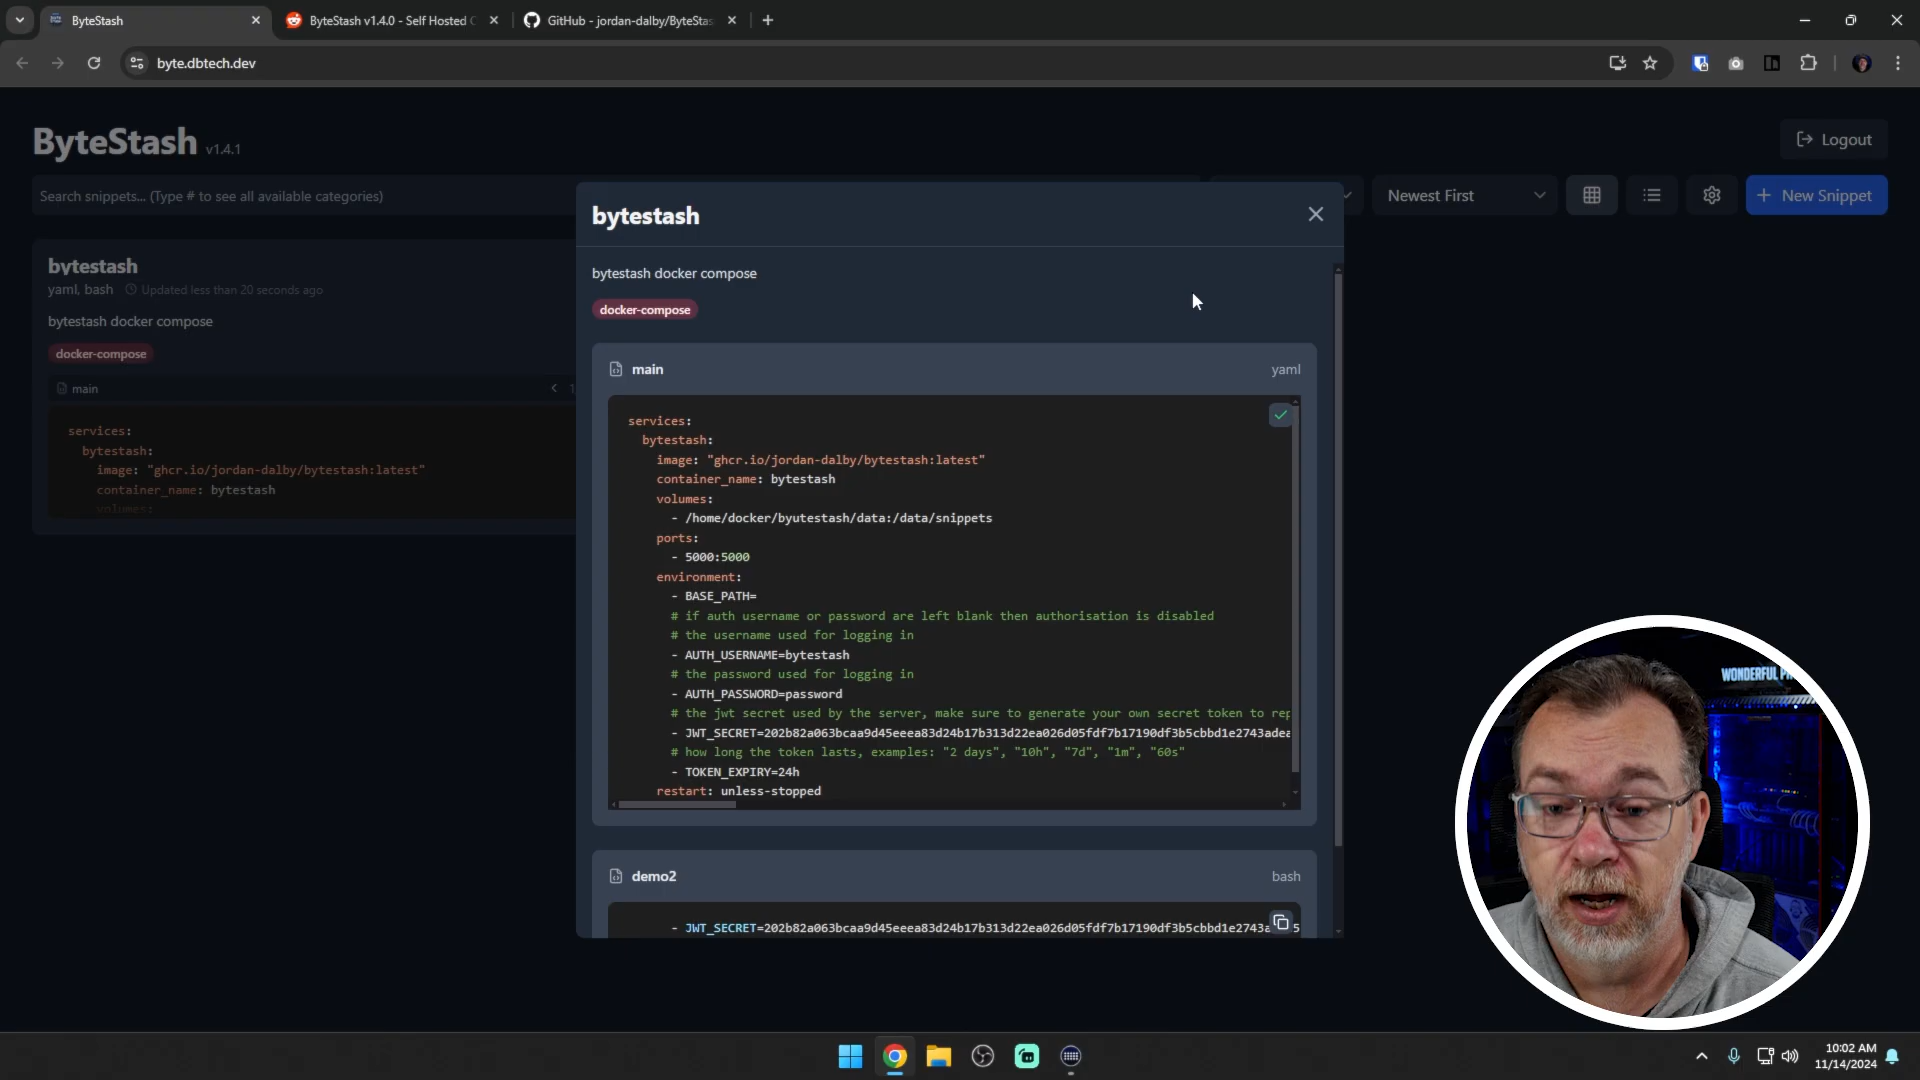 ByteStash
ByteStash v1.4.0 - Self Hosted
GitHub - jordan-dalby/ByteStas
byte.dbtech.dev
ByteStash v1.4.1
Logout
Search snippets... (Type # to see all available categories)
Newest First
New Snippet
bytestash
yaml, bash Updated less than 20 seconds ago
bytestash docker compose
docker-compose
main
services:
bytestash:
image: "ghcr.io/jordan-dalby/bytestash:latest"
container_name: bytestash
volumes:
bytestash
bytestash docker compose
docker-compose
main yaml
services:
bytestash:
image: "ghcr.io/jordan-dalby/bytestash:latest"
container_name: bytestash
volumes:
- /home/docker/byutestash/data:/data/snippets
ports:
- 5000:5000
environment:
- BASE_PATH=
# if auth username or password are left blank then authorisation is disabled
# the username used for logging in
- AUTH_USERNAME=bytestash
# the password used for logging in
- AUTH_PASSWORD=password
# the jwt secret used by the server, make sure to generate your own secret token to rep
- JWT_SECRET=202b82a063bcaa9d45eeea83d24b17b313d22ea026d05fdf7b17190df3b5cbbd1e2743adea
# how long the token lasts, examples: "2 days", "10h", "7d", "1m", "60s"
- TOKEN_EXPIRY=24h
restart: unless-stopped
demo2 bash
- JWT_SECRET=202b82a063bcaa9d45eeea83d24b17b313d22ea026d05fdf7b17190df3b5cbbd1e2743a 5
WONDERFUL
10:02 AM
11/14/2024